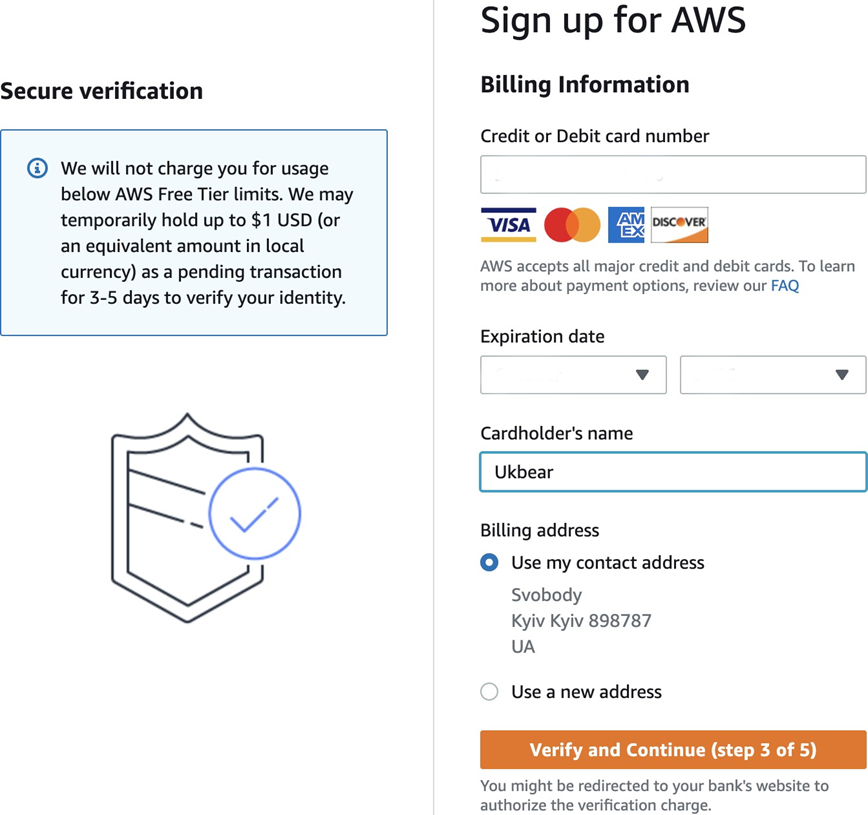 Sign up for AWS
Secure verification
We will not charge you for usage
below AWS Free Tier limits. We may
temporarily hold up to $1 USD (or
an equivalent amount in local
currency) as a pending transaction
for 3-5 days to verify your identity.
Billing Information
Credit or Debit card number
VISA
AM
EX
DISCOVER
AWS accepts all major credit and debit cards. To learn
more about payment options, review our FAQ
Expiration date
Cardholder's name
Ukbear
Billing address
Use my contact address
Svobody
Kyiv Kyiv 898787
UA
Use a new address
Verify and Continue (step 3 of 5)
You might be redirected to your bank's website to
authorize the verification charge.